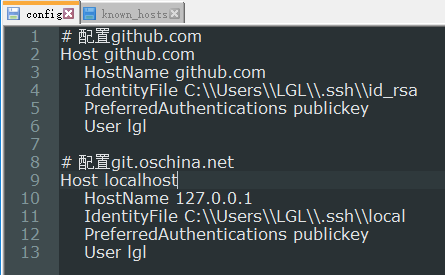 config
known_hosts
1 # 配置github.com
2 Host github.com
3 HostName github.com
4 IdentityFile C:\\Users\\LGL\\.ssh\\id_rsa
5 PreferredAuthentications publickey
6 User lgl
7
8 # 配置git.oschina.net
9 Host localhost
10 HostName 127.0.0.1
11 IdentityFile C:\\Users\\LGL\\.ssh\\local
12 PreferredAuthentications publickey
13 User lgl